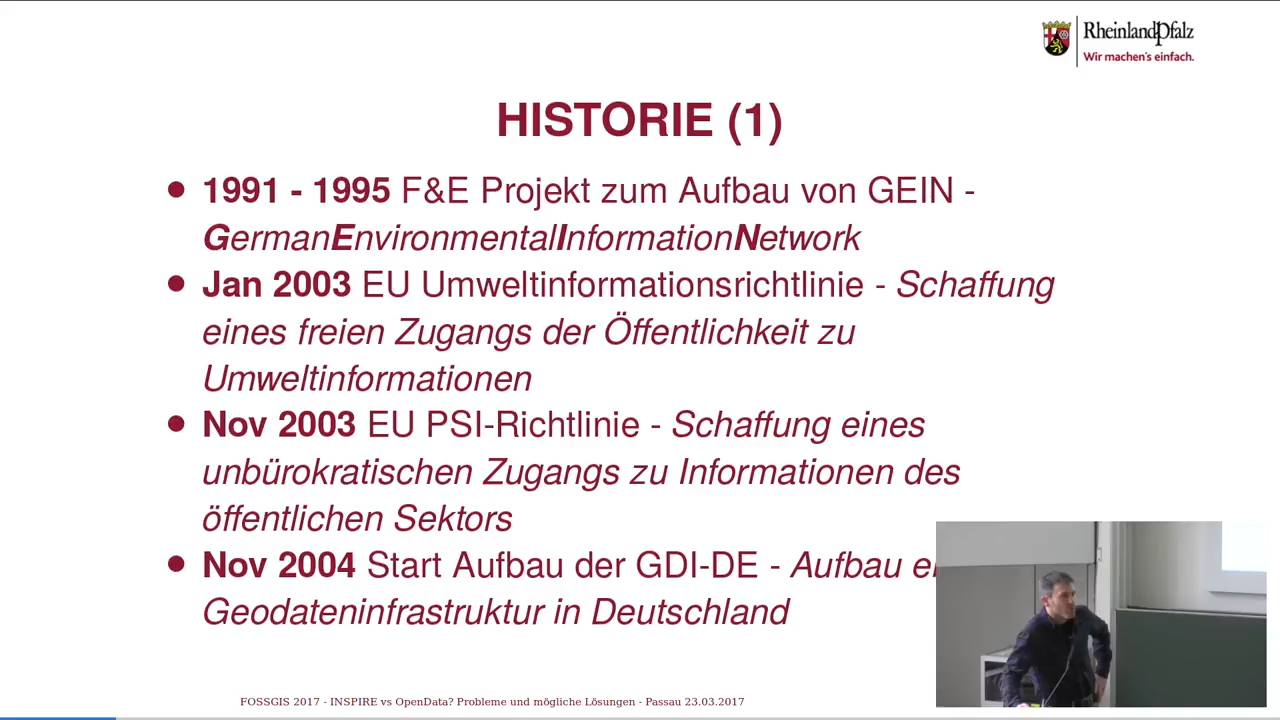 RheinlandPfalz
Wir machen's einfach.
HISTORIE (1)
1991 - 1995 F&E Projekt zum Aufbau von GEIN -
GermanEnvironmentalInformationNetwork
Jan 2003 EU Umweltinformationsrichtlinie - Schaffung
eines freien Zugangs der Öffentlichkeit zu
Umweltinformationen
Nov 2003 EU PSI-Richtlinie - Schaffung eines
unbürokratischen Zugangs zu Informationen des
öffentlichen Sektors
Nov 2004 Start Aufbau der GDI-DE - Aufbau
Geodateninfrastruktur in Deutschland
FOSSGIS 2017 - INSPIRE vs OpenData? Probleme und mögliche Lösungen - Passau 23.03.2017